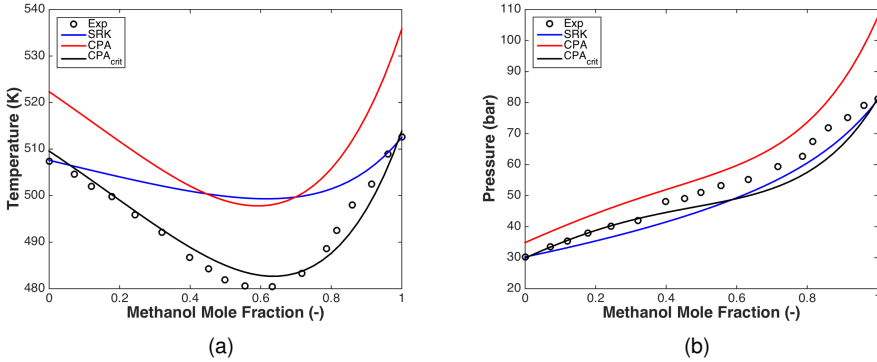 540
530
520
510
500
490
480
Temperature (K)
Exp
SRK
CPA
CPA crit
0 0.2 0.4 0.6 0.8 1
Methanol Mole Fraction (-)
(a)
110
100
90
80
70
60
50
40
30
20
Pressure (bar)
Exp
SRK
CPA
CPA crit
0 0.2 0.4 0.6 0.8 1
Methanol Mole Fraction (-)
(b)